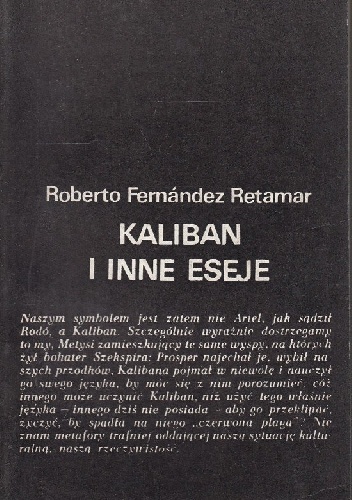 Roberto Fernández Retamar
KALIBAN
I INNE ESEJE
Naszym symbolem jest zatem nie Ariel, jak sądził
Rodó, a Kaliban. Szczególnie wyraźnie dostrzegamy
to my, Metysi zamieszkujący te same wyspy, na których
żył bohater Szekspira: Prosper najechał je, wybił na-
szych przodków, Kalibana pojmał w niewolę i nauczył
go swego języka, by móc się z nim porozumieć; cóż
innego może uczynić Kaliban, niż użyć tego właśnie
języka – innego dziś nie posiada – aby go przeklinać,
życzyć, by spadła na niego „czerwona plaga"? Nie
znam metafory trafniej oddającej naszą sytuację kultu-
ralną, naszą rzeczywistość.